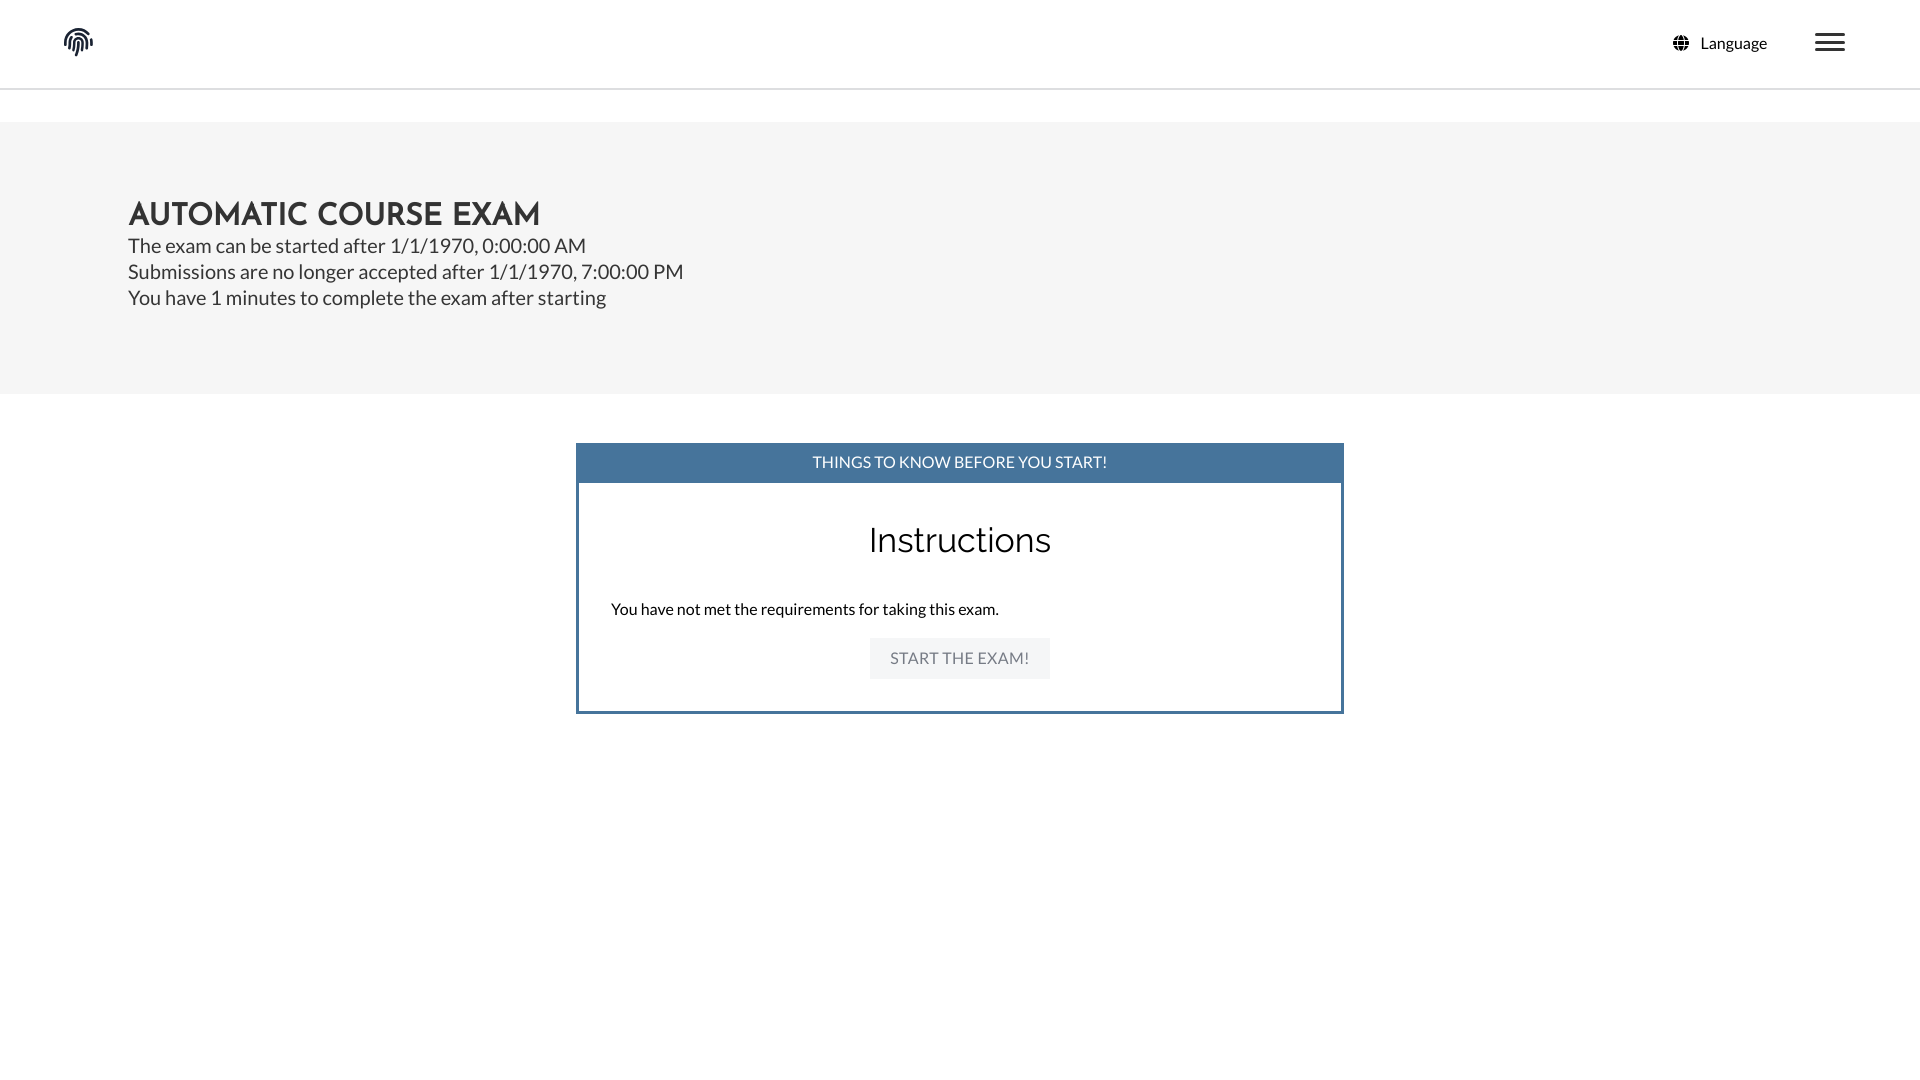 Language
AUTOMATIC COURSE EXAM
The exam can be started after 1/1/1970, 0:00:00 AM
Submissions are no longer accepted after 1/1/1970, 7:00:00 PM
You have 1 minutes to complete the exam after starting
THINGS TO KNOW BEFORE YOU START!
Instructions
You have not met the requirements for taking this exam.
START THE EXAM!